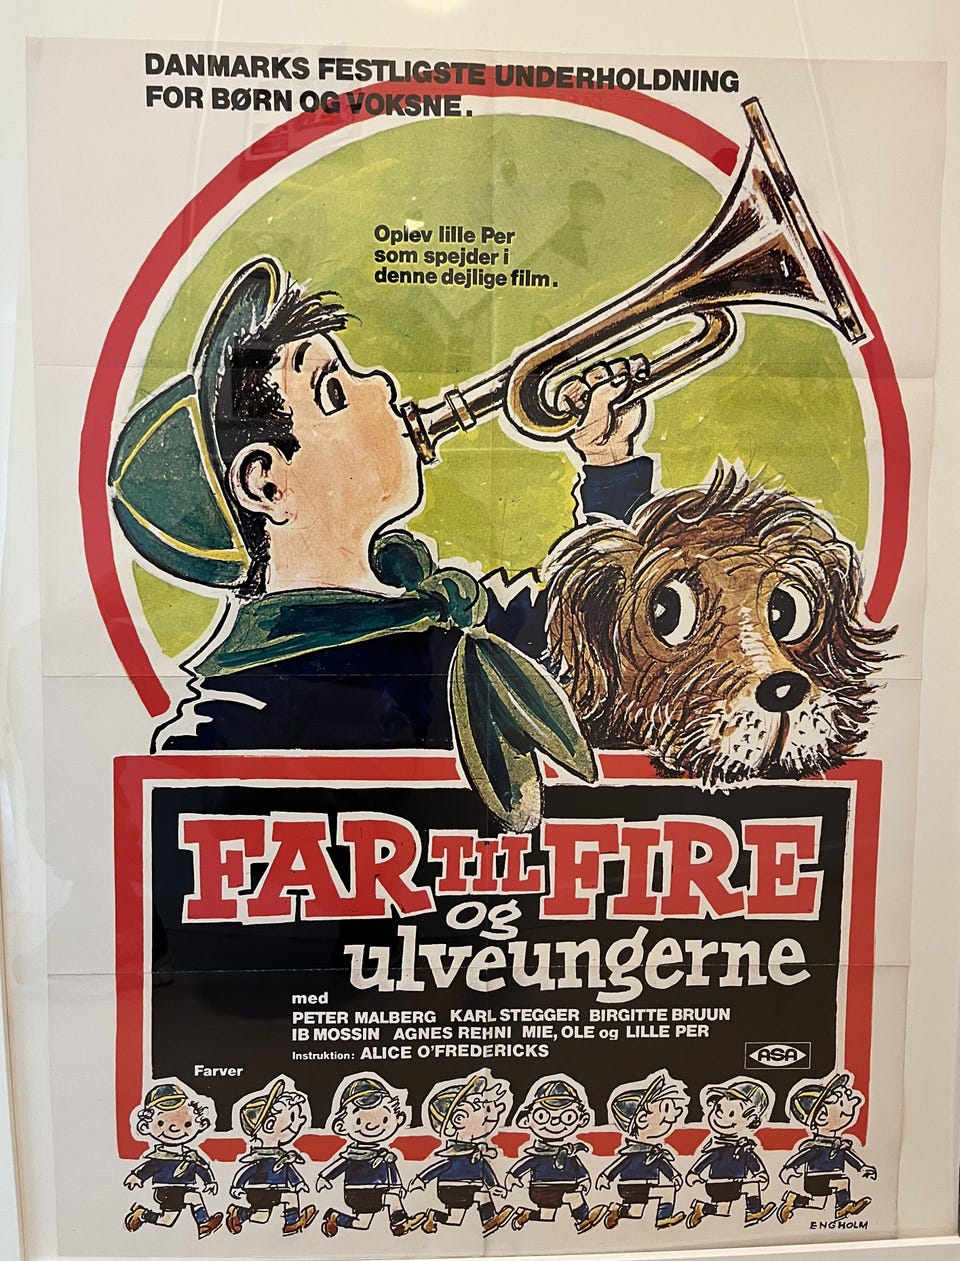 DANMARKS FESTLIGSTE UNDERHOLDNING
FOR BØRN OG VOKSNE.
Oplev lille Per
som spejder i
denne dejlige film.
FAR TIL FIRE
og
ulveungerne
med
PETER MALBERG KARL STEGGER BIRGITTE BRUUN
IB MOSSIN AGNES REHNI MIE, OLE og LILLE PER
Instruktion: ALICE O'FREDERICKS
ASA
Farver
ENGHOLM